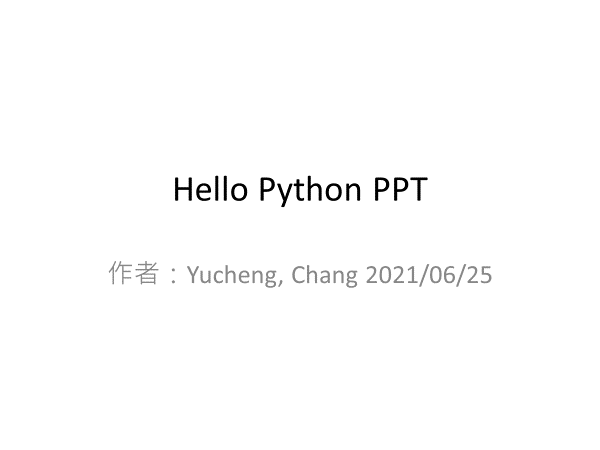 Hello Python PPT
作者：Yucheng, Chang 2021/06/25